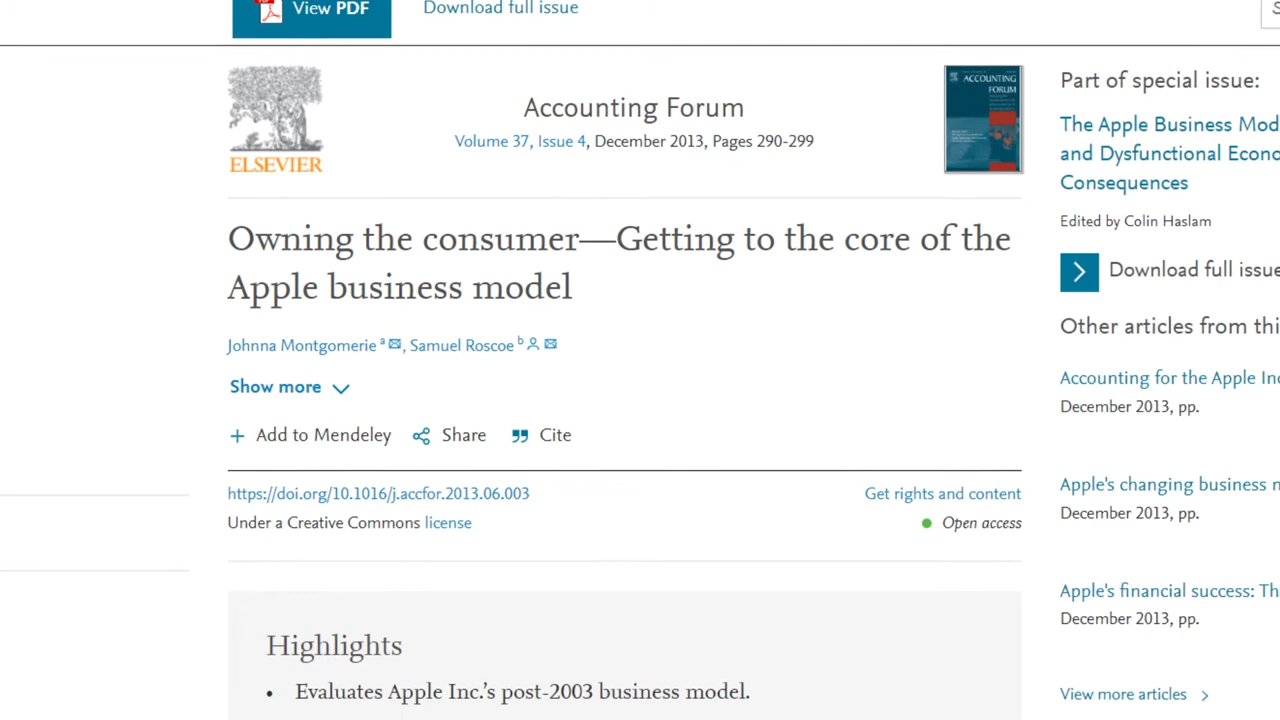 View PDF
Download full issue
ELSEVIER
Accounting Forum
Volume 37, Issue 4, December 2013, Pages 290-299
ACCOUNTING
FORUM
Owning the consumer—Getting to the core of the
Apple business model
Johnna Montgomerie a, Samuel Roscoe b
Show more
Add to Mendeley
Share
Cite
https://doi.org/10.1016/j.accfor.2013.06.003
Get rights and content
Under a Creative Commons license
Open access
Highlights
• Evaluates Apple Inc.'s post-2003 business model.
Part of special issue:
The Apple Business Mod
and Dysfunctional Econo
Consequences
Edited by Colin Haslam
Download full issue
Other articles from thi
Accounting for the Apple Inc
December 2013, pp.
Apple's changing business n
December 2013, pp.
Apple's financial success: Th
December 2013, pp.
View more articles